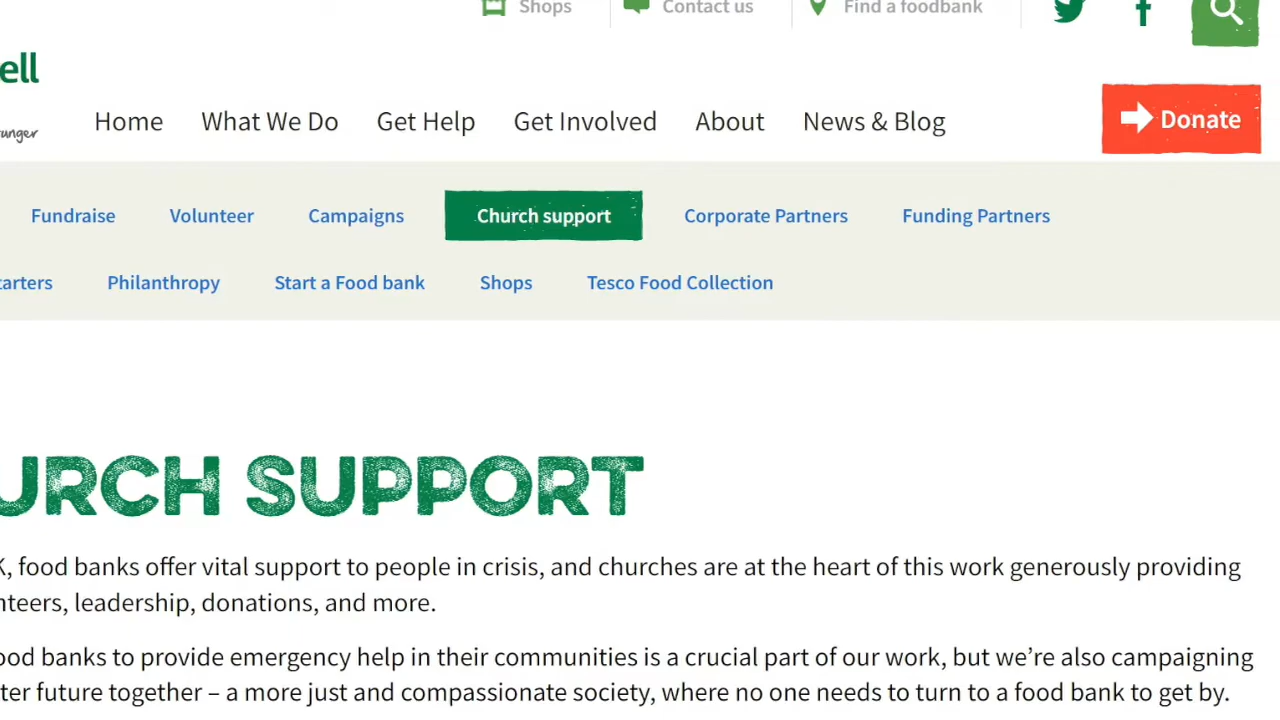 Shops Contact us Find a foodbank
ell
unger
Home What We Do Get Help Get Involved About News & Blog
Donate
Fundraise Volunteer Campaigns Church support Corporate Partners Funding Partners
tarters Philanthropy Start a Food bank Shops Tesco Food Collection
URCH SUPPORT
K, food banks offer vital support to people in crisis, and churches are at the heart of this work generously providing
nteers, leadership, donations, and more.
ood banks to provide emergency help in their communities is a crucial part of our work, but we’re also campaigning
ter future together – a more just and compassionate society, where no one needs to turn to a food bank to get by.